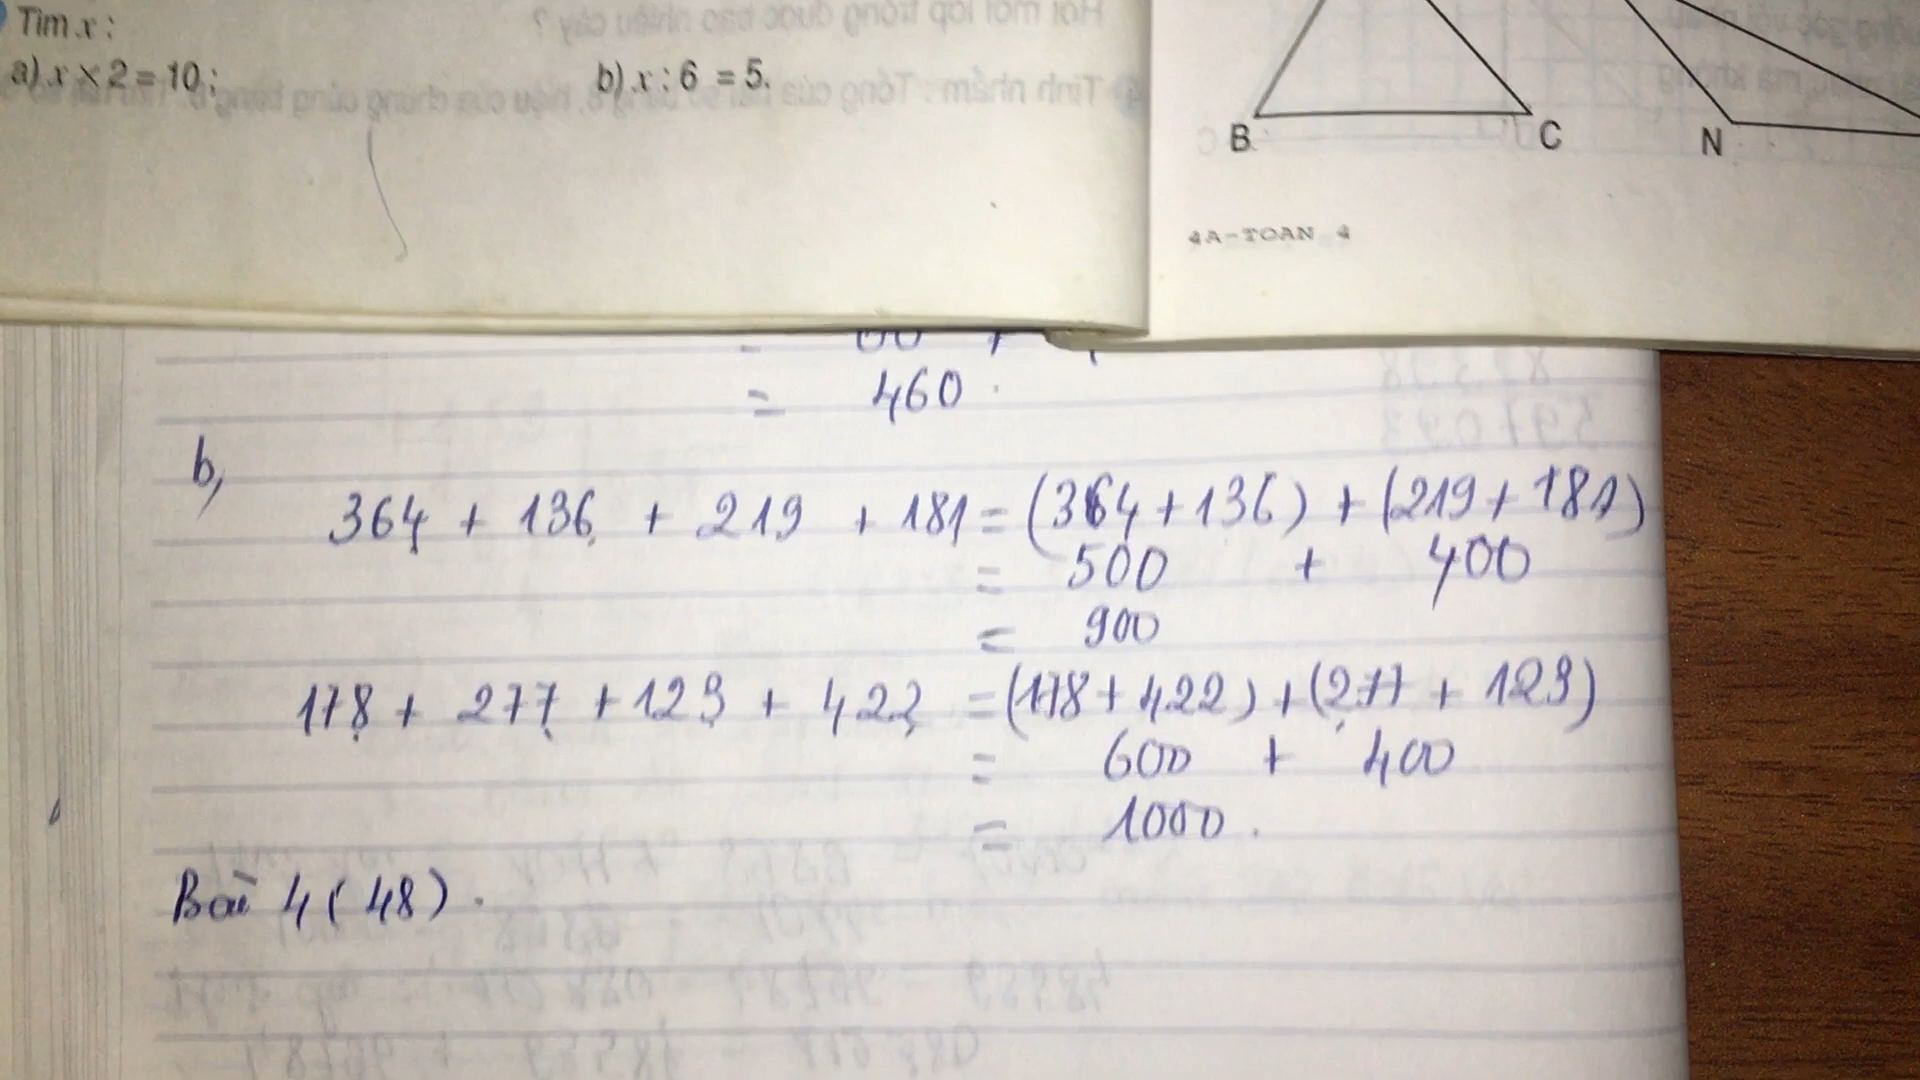 Tìm x :
a) x × 2 = 10 ;
b) x : 6 = 5.
B C N
4A-TOAN 4
= 460.
b,
364 + 136 + 219 + 181 = (364 + 136) + (219 + 181)
= 500 + 400
= 900
178 + 277 + 123 + 422 = (178 + 422) + (277 + 123)
= 600 + 400
= 1000.
Bài 4 (48).